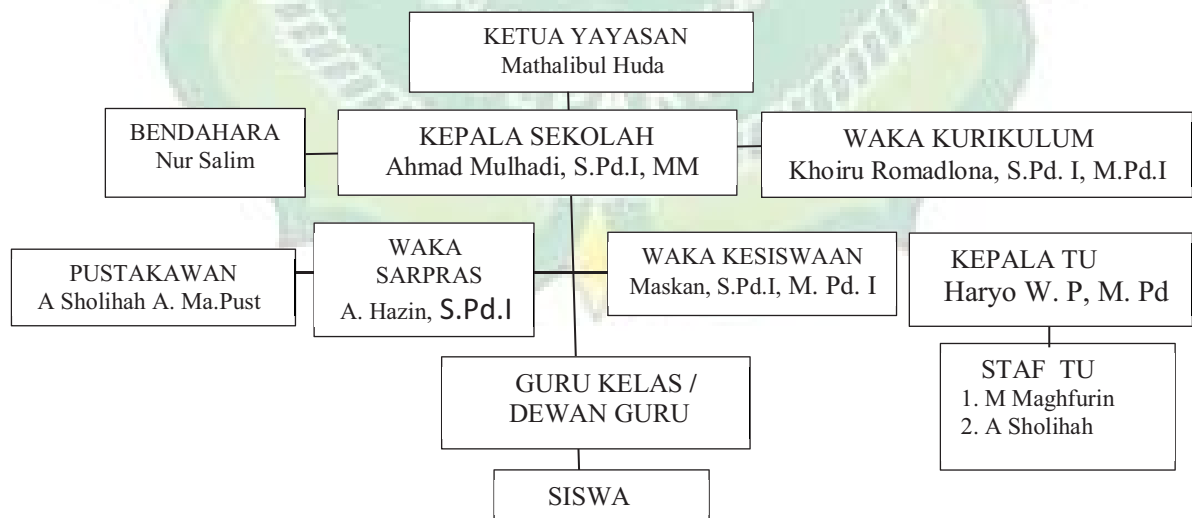 KETUA YAYASAN
Mathalibul Huda
BENDAHARA
Nur Salim
KEPALA SEKOLAH
Ahmad Mulhadi, S.Pd.I, MM
WAKA KURIKULUM
Khoiru Romadlona, S.Pd. I, M.Pd.I
PUSTAKAWAN
A Sholihah A. Ma.Pust
WAKA
SARPRAS
A. Hazin, S.Pd.I
WAKA KESISWAAN
Maskan, S.Pd.I, M. Pd. I
KEPALA TU
Haryo W. P, M. Pd
GURU KELAS /
DEWAN GURU
STAF TU
1. M Maghfurin
2. A Sholihah
SISWA